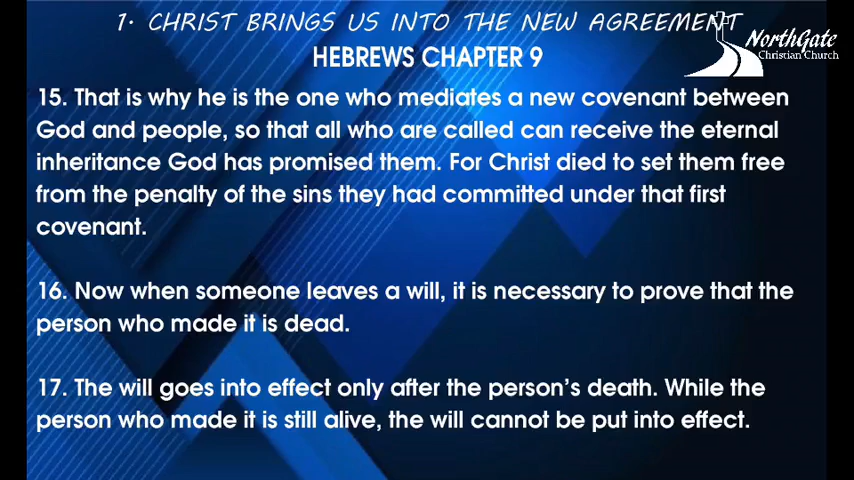 1. CHRIST BRINGS US INTO THE NEW AGREEMENT
NorthGate
Christian Church
HEBREWS CHAPTER 9
15. That is why he is the one who mediates a new covenant between
God and people, so that all who are called can receive the eternal
inheritance God has promised them. For Christ died to set them free
from the penalty of the sins they had committed under that first
covenant.
16. Now when someone leaves a will, it is necessary to prove that the
person who made it is dead.
17. The will goes into effect only after the person’s death. While the
person who made it is still alive, the will cannot be put into effect.